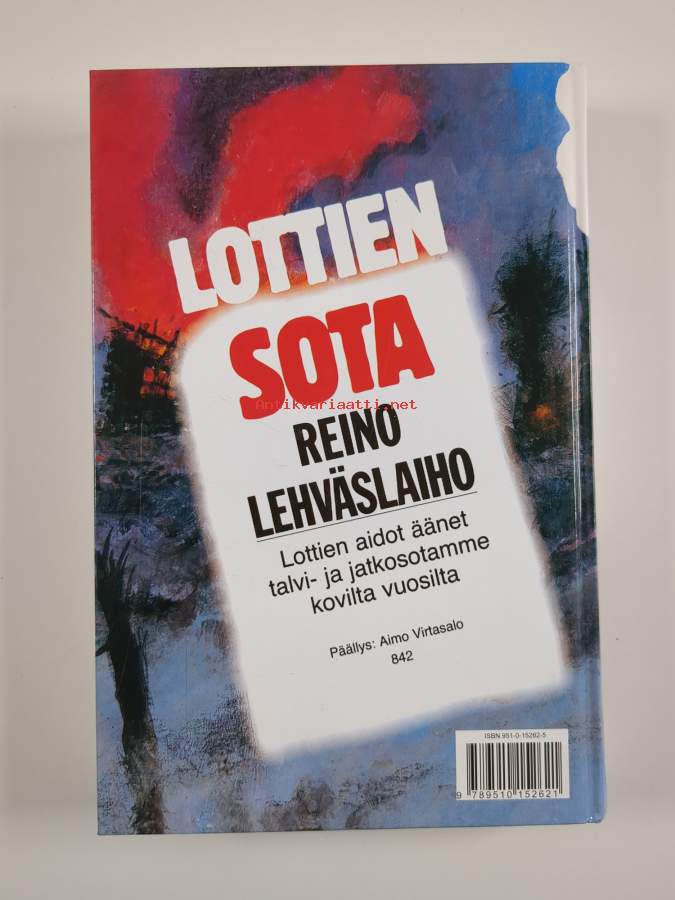 LOTTIEN
SOTA
Antikvariaatti.net
REINO
LEHVÄSLAIHO
Lottien aidot äänet
talvi- ja jatkosotamme
kovilta vuosilta
Päällys: Aimo Virtasalo
842
ISBN 951-0-15262-5
9 789510 152621